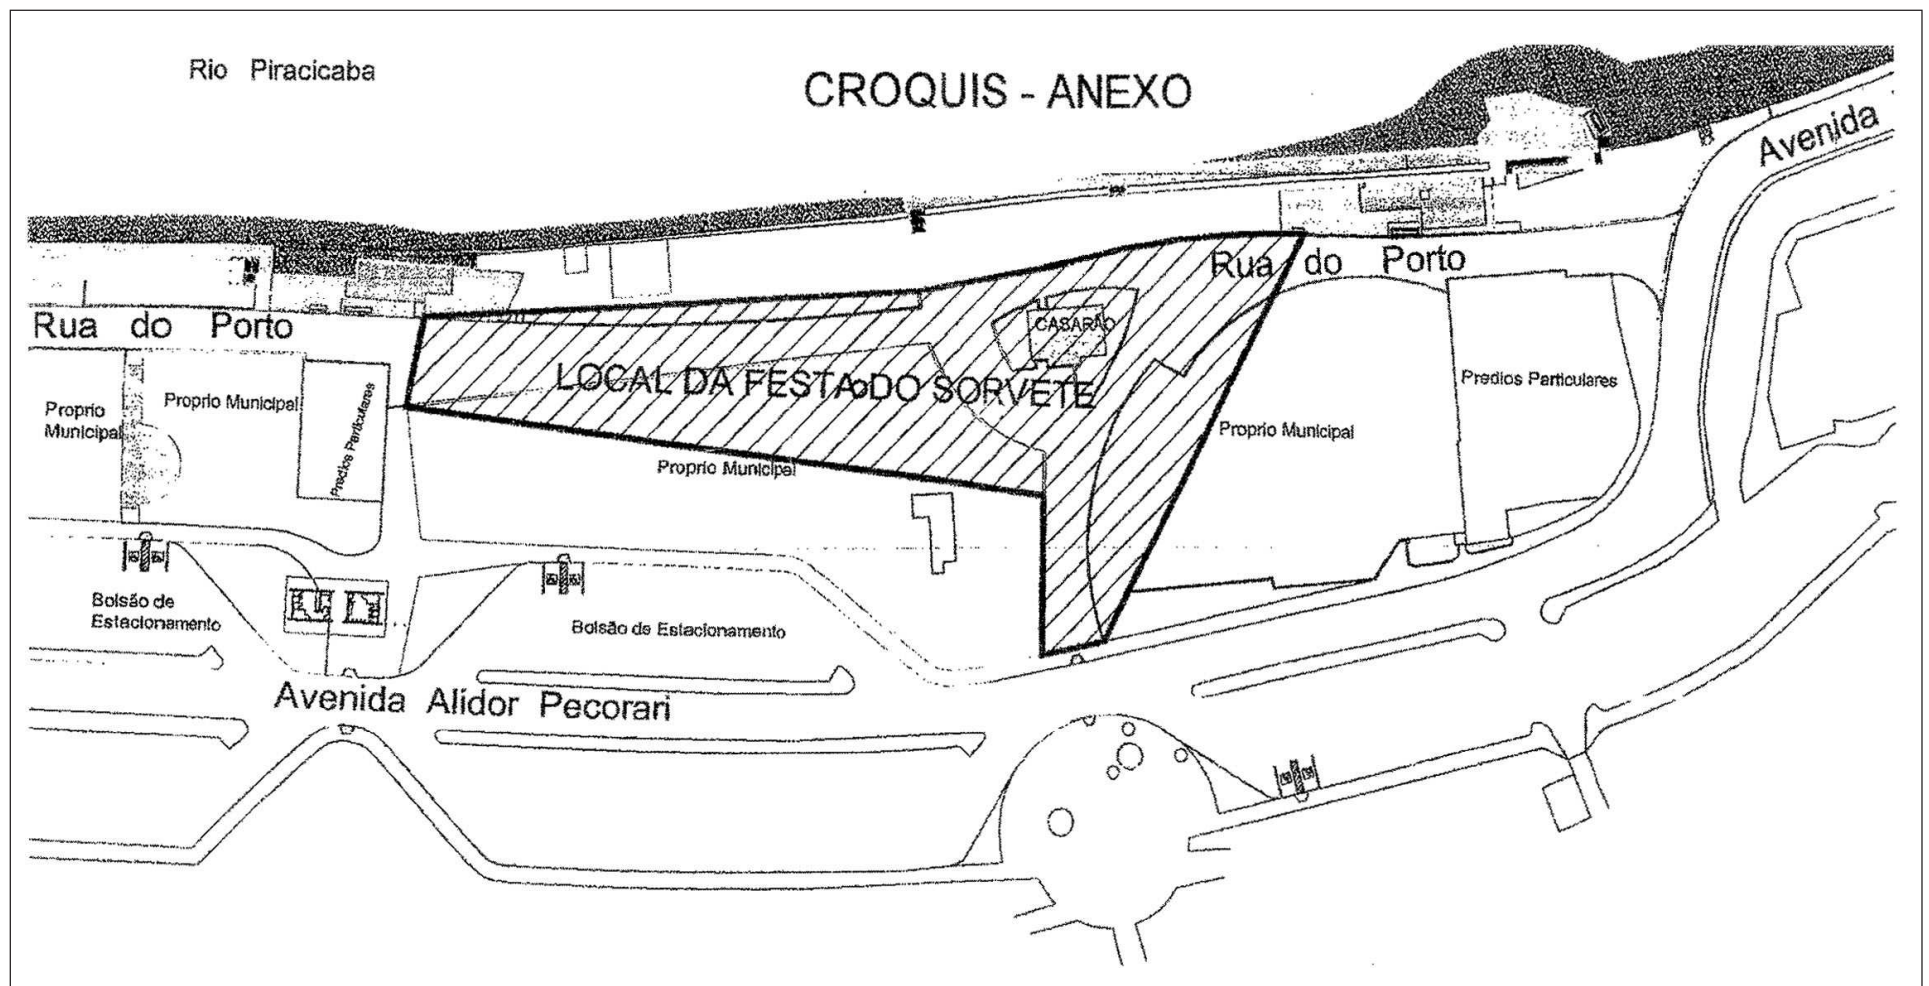 Rio Piracicaba
CROQUIS - ANEXO
Avenida
Rua do Porto
Rua do Porto
CASARÃO
LOCAL DA FESTA DO SORVETE
Predios Particulares
Proprio Municipal
Predios Particulares
Proprio
Municipal
Proprio Municipal
Proprio Municipal
Bolsão de
Estacionamento
Bolsão de Estacionamento
Avenida Alidor Pecorari